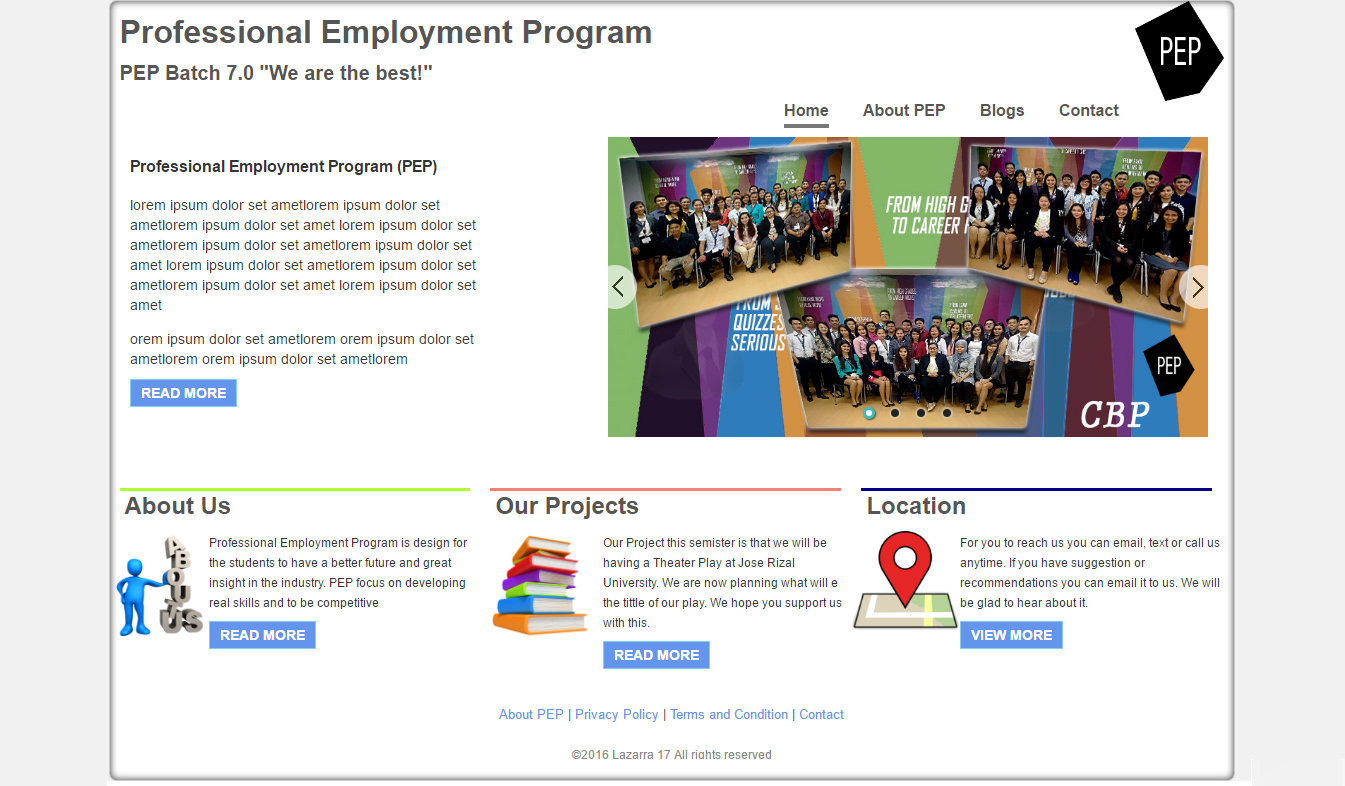 Professional Employment Program
PEP Batch 7.0 "We are the best!"
PEP
Home About PEP Blogs Contact
Professional Employment Program (PEP)
lorem ipsum dolor set ametlorem ipsum dolor set
ametlorem ipsum dolor set amet lorem ipsum dolor set
ametlorem ipsum dolor set ametlorem ipsum dolor set
amet lorem ipsum dolor set ametlorem ipsum dolor set
ametlorem ipsum dolor set amet lorem ipsum dolor set
amet
orem ipsum dolor set ametlorem orem ipsum dolor set
ametlorem orem ipsum dolor set ametlorem
READ MORE
FROM HIGH G
TO CAREER
FROM
QUIZZES
SERIOUS
PEP
CBP
About Us
Professional Employment Program is design for
the students to have a better future and great
insight in the industry. PEP focus on developing
real skills and to be competitive
ABOUT US
READ MORE
Our Projects
Our Project this semister is that we will be
having a Theater Play at Jose Rizal
University. We are now planning what will e
the tittle of our play. We hope you support us
with this.
READ MORE
Location
For you to reach us you can email, text or call us
anytime. If you have suggestion or
recommendations you can email it to us. We will
be glad to hear about it.
VIEW MORE
About PEP | Privacy Policy | Terms and Condition | Contact
©2016 Lazarra 17 All rights reserved